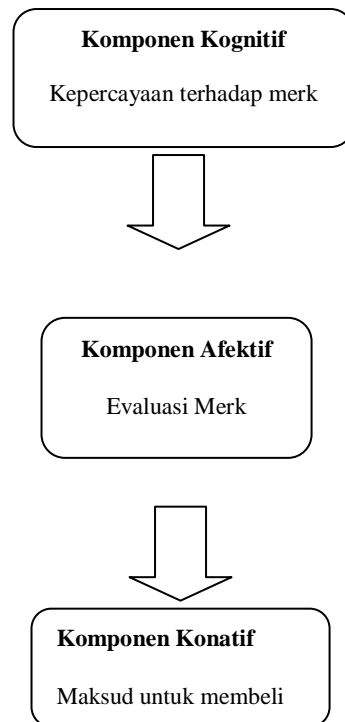 Komponen Kognitif
Kepercayaan terhadap merk
Komponen Afektif
Evaluasi Merk
Komponen Konatif
Maksud untuk membeli